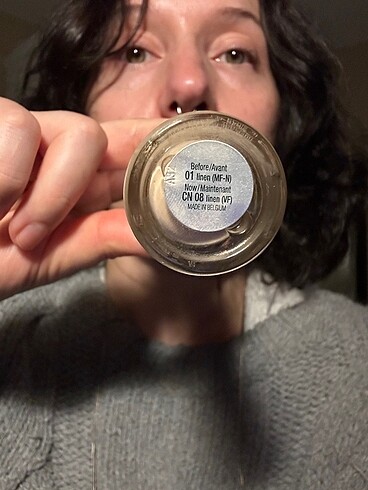 Before/Avant
01 linen (MF-N)
Now/Maintenant
CN 08 linen (VF)
MADE IN BELGIUM